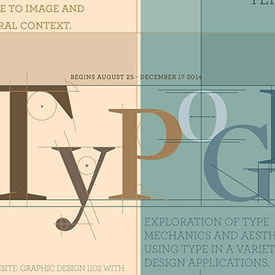 E TO IMAGE AND
RAL CONTEXT.
BEGINS AUGUST 25 - DECEMBER 17 2014
TypoG
EXPLORATION OF TYPE
MECHANICS AND AESTH
USING TYPE IN A VARIET
DESIGN APPLICATIONS.
SITE: GRAPHIC DESIGN 1102 WITH